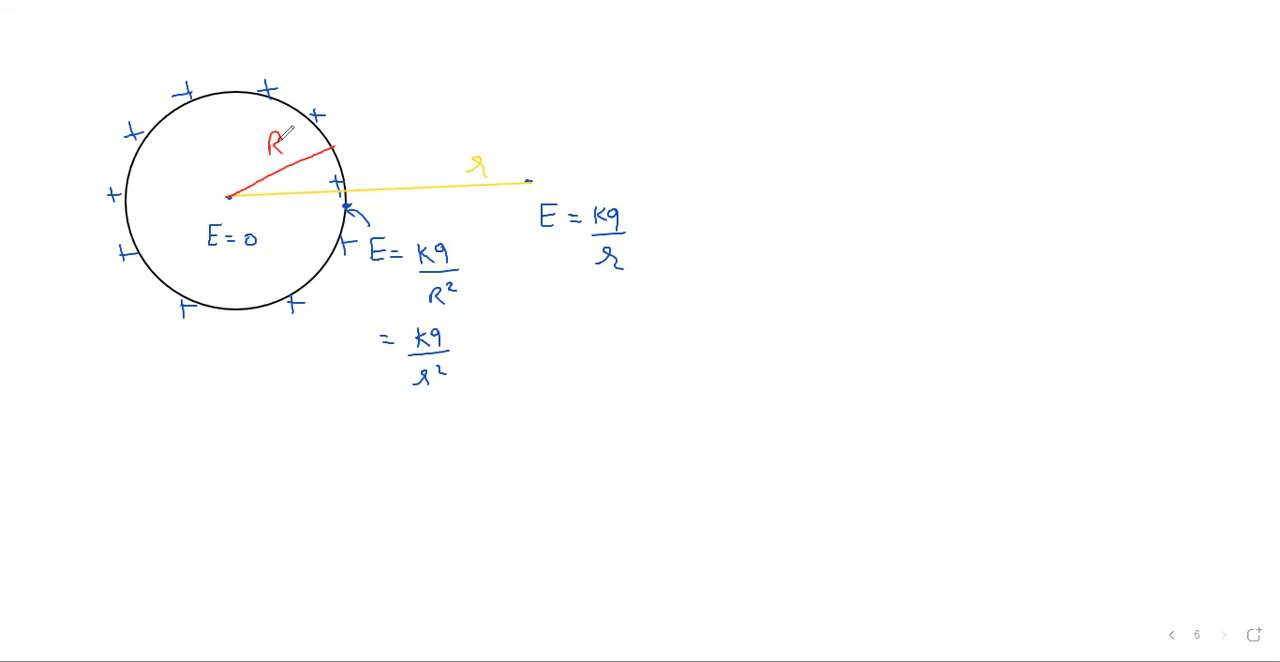 R
r
E = 0
E = kq/R²
= kq/r²
E = kq/r
+ + + + + + + + + + +
6